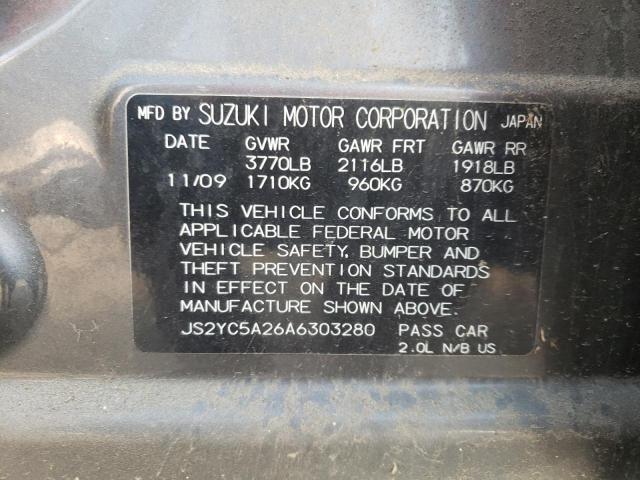 MFD BY SUZUKI MOTOR CORPORATION JAPAN
DATE GVWR GAWR FRT GAWR RR
3770LB 2116LB 1918LB
11/09 1710KG 960KG 870KG
THIS VEHICLE CONFORMS TO ALL
APPLICABLE FEDERAL MOTOR
VEHICLE SAFETY, BUMPER AND
THEFT PREVENTION STANDARDS
IN EFFECT ON THE DATE OF
MANUFACTURE SHOWN ABOVE.
JS2YC5A26A6303280 PASS CAR
2.0L N/B US